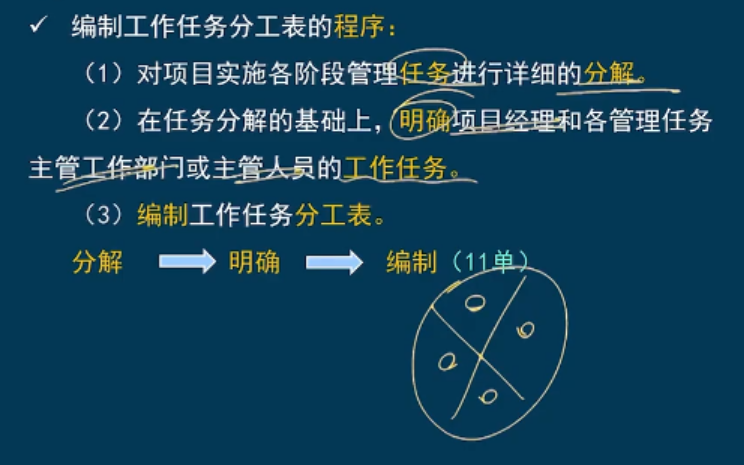 ✓ 编制工作任务分工表的程序：
（1）对项目实施各阶段管理任务进行详细的分解。
（2）在任务分解的基础上，明确项目经理和各管理任务
主管工作部门或主管人员的工作任务。
（3）编制工作任务分工表。
分解 明确 编制（11单）